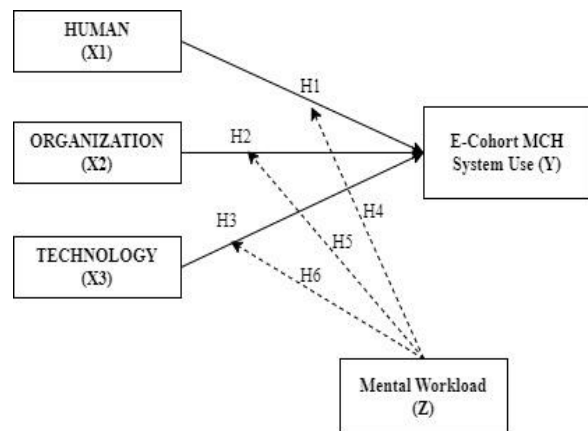 HUMAN
(X1)
H1
E-Cohort MCH
System Use (Y)
ORGANIZATION
(X2)
H2
H3
H4
H5
H6
TECHNOLOGY
(X3)
Mental Workload
(Z)